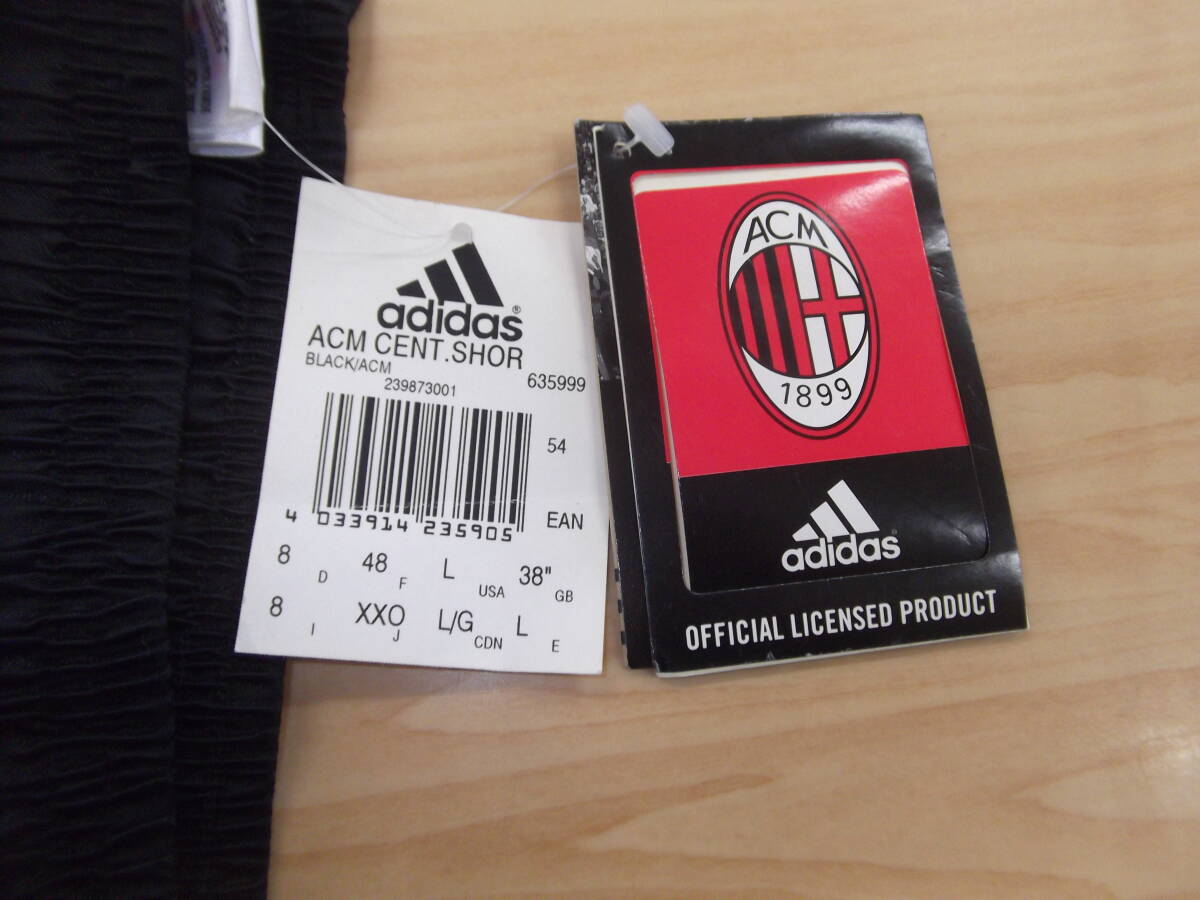 adidas®
ACM CENT.SHOR
BLACK/ACM
239873001 635999
54
4 033914 235905 EAN
8 D 48 F L USA 38" GB
8 I XXO J L/G CDN L E
ACM
1899
adidas
OFFICIAL LICENSED PRODUCT